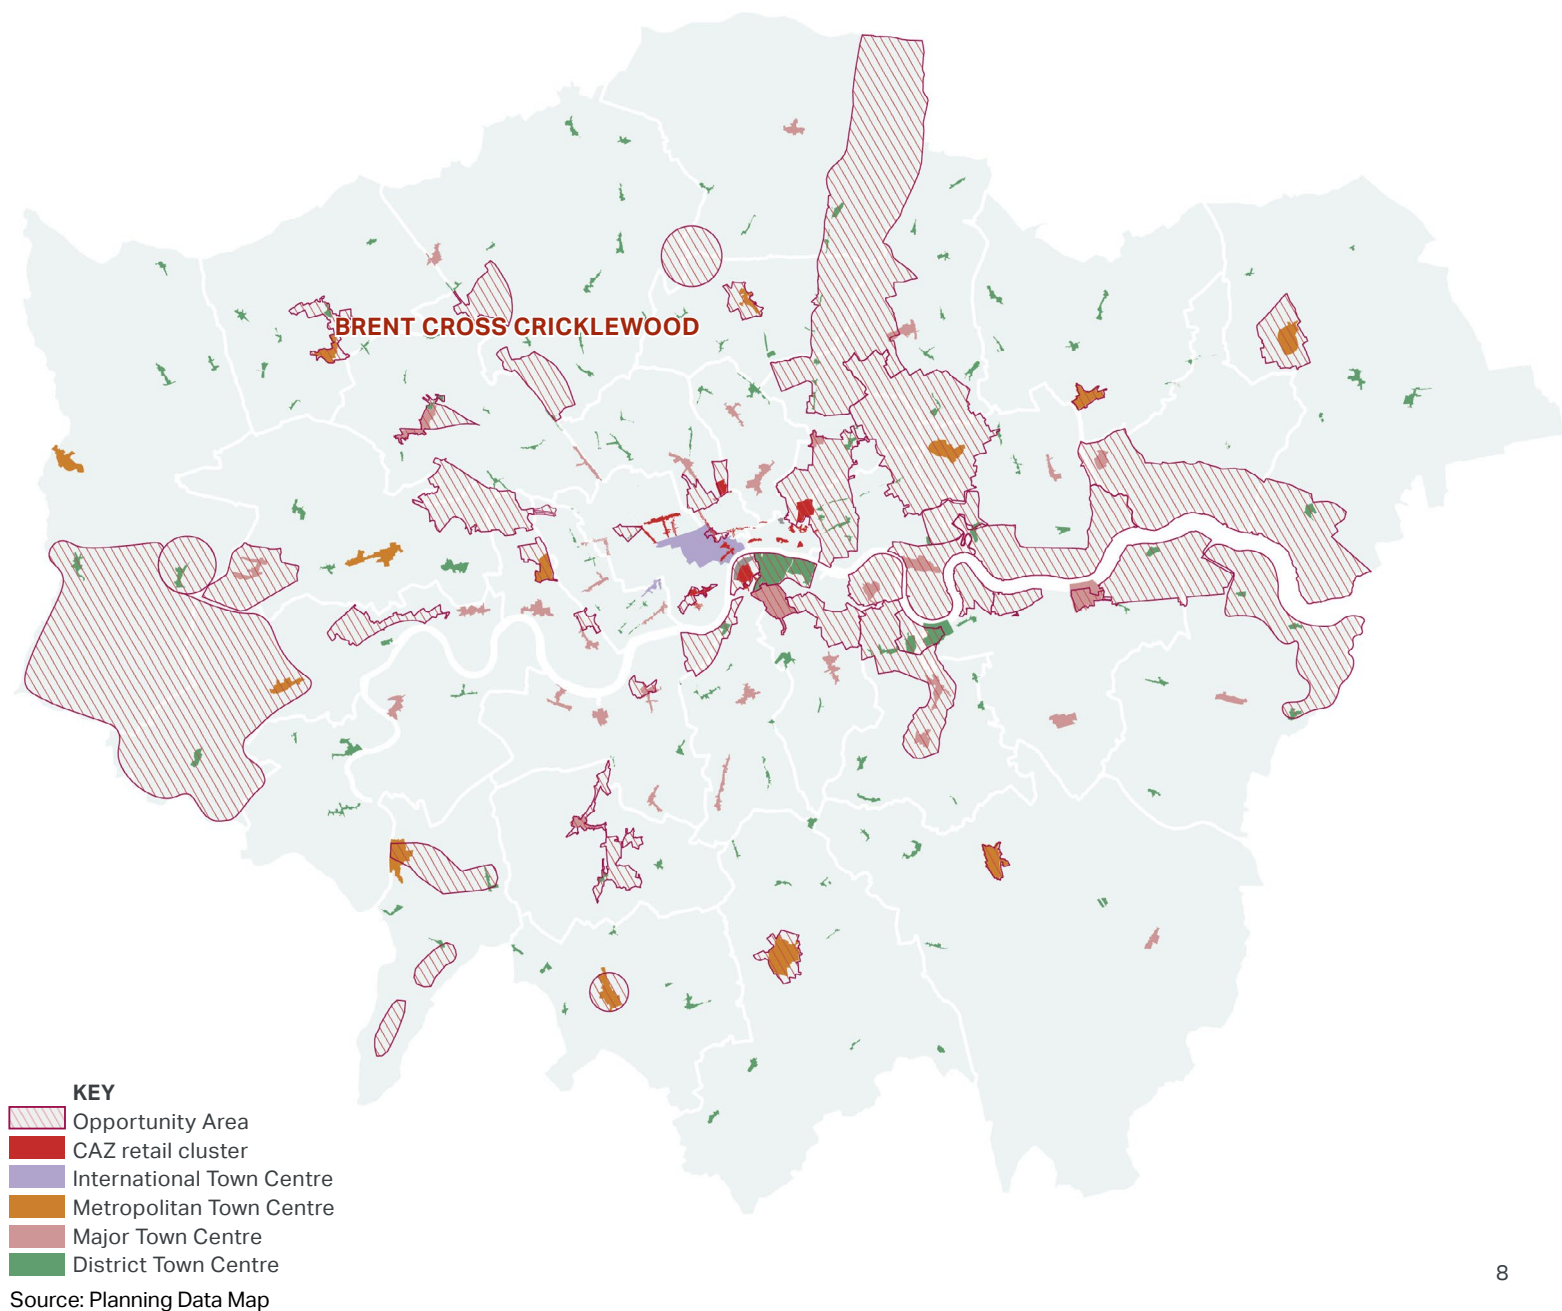 BRENT CROSS CRICKLEWOOD
KEY
Opportunity Area
CAZ retail cluster
International Town Centre
Metropolitan Town Centre
Major Town Centre
District Town Centre
Source: Planning Data Map
8